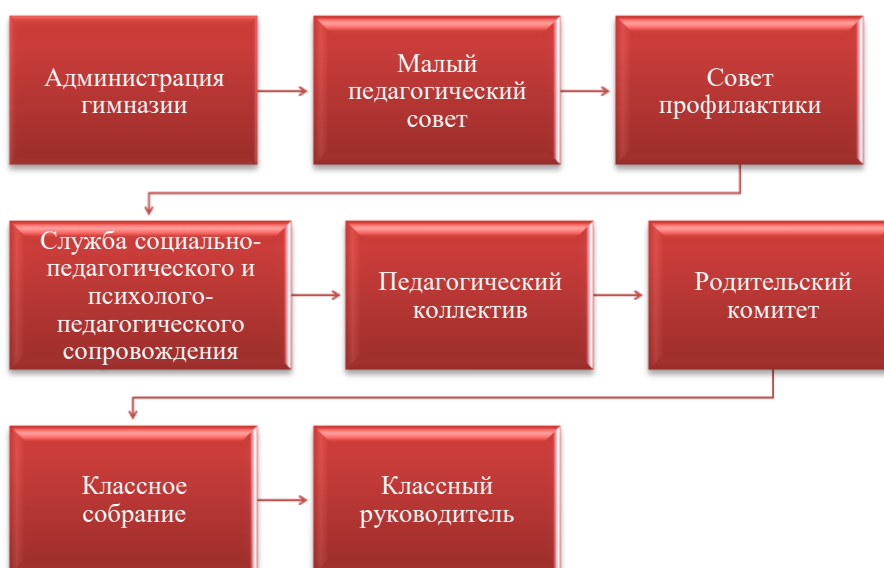 Администрация
гимназии
Малый
педагогический
совет
Совет
профилактики
Служба социально-
педагогического и
психолого-
педагогического
сопровождения
Педагогический
коллектив
Родительский
комитет
Классное
собрание
Классный
руководитель